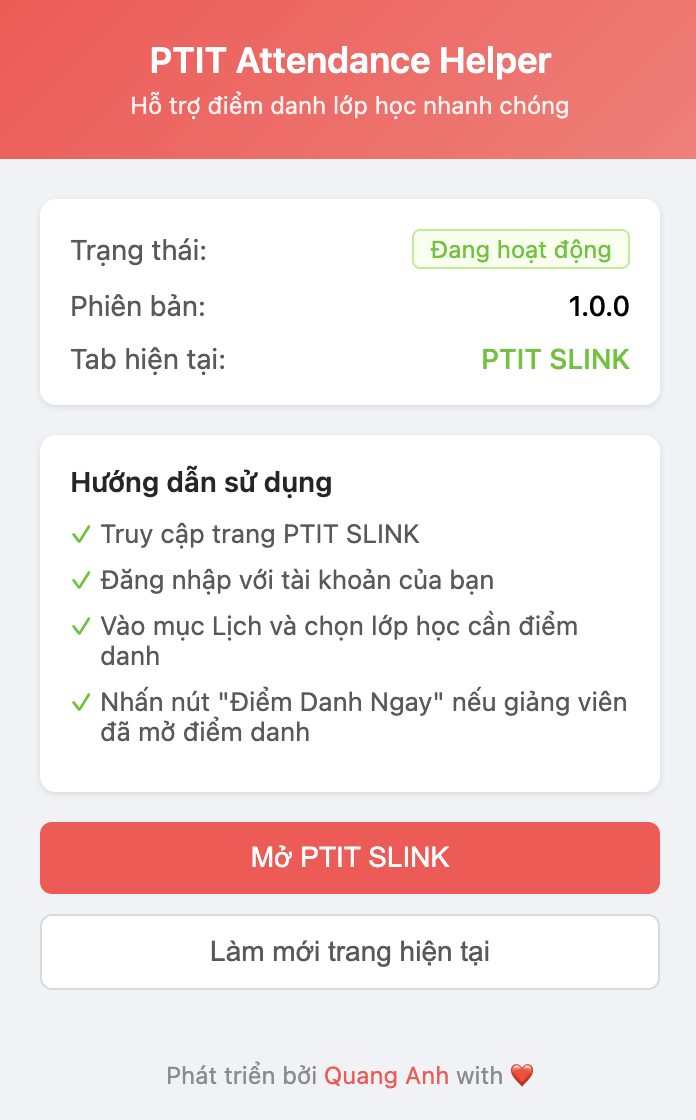 PTIT Attendance Helper
Hỗ trợ điểm danh lớp học nhanh chóng
Trạng thái: Đang hoạt động
Phiên bản: 1.0.0
Tab hiện tại: PTIT SLINK
Hướng dẫn sử dụng
✓ Truy cập trang PTIT SLINK
✓ Đăng nhập với tài khoản của bạn
✓ Vào mục Lịch và chọn lớp học cần điểm
danh
✓ Nhấn nút "Điểm Danh Ngay" nếu giảng viên
đã mở điểm danh
Mở PTIT SLINK
Làm mới trang hiện tại
Phát triển bởi Quang Anh with ❤️